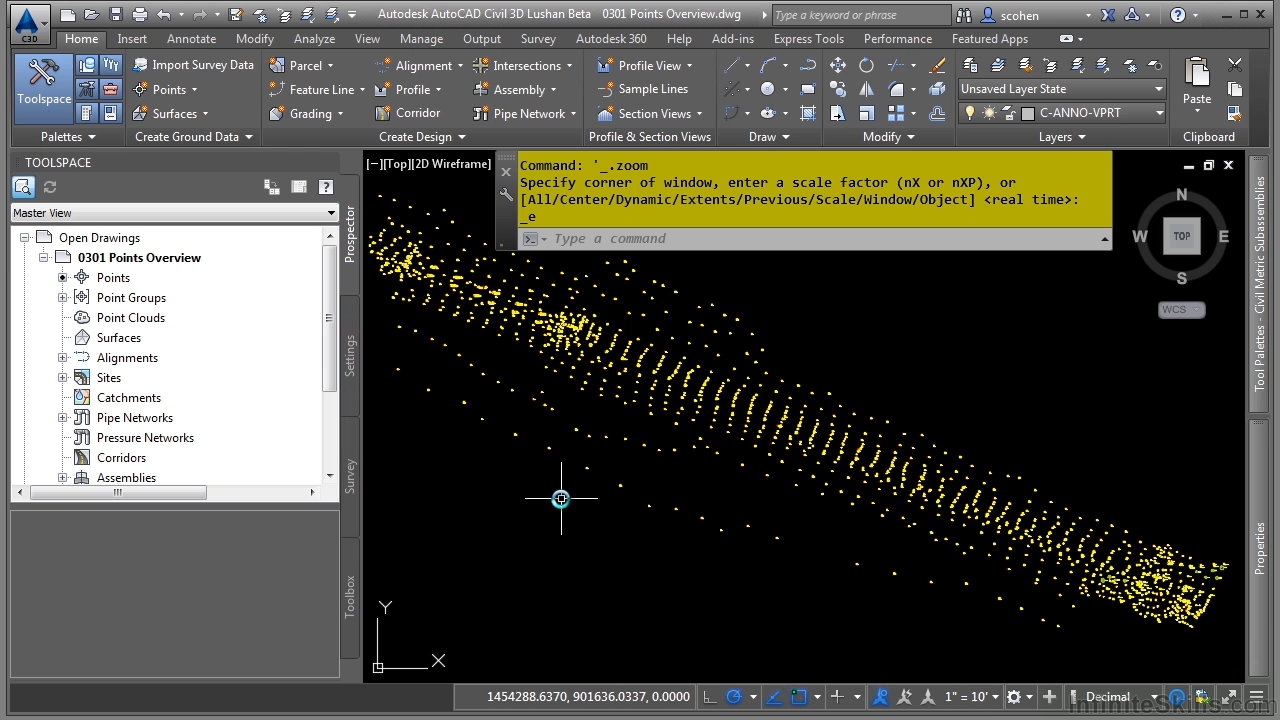 Autodesk AutoCAD Civil 3D Lushan Beta 0301 Points Overview.dwg
Type a keyword or phrase
scohen
C3D
Home Insert Annotate Modify Analyze View Manage Output Survey Autodesk 360 Help Add-ins Express Tools Performance Featured Apps
Toolspace
Palettes
Import Survey Data
Points
Surfaces
Create Ground Data
Parcel
Feature Line
Grading
Alignment
Profile
Corridor
Intersections
Assembly
Pipe Network
Create Design
Profile View
Sample Lines
Section Views
Profile & Section Views
Draw
Modify
Unsaved Layer State
C-ANNO-VPRT
Layers
Paste
Clipboard
TOOLSPACE
Master View
Open Drawings
0301 Points Overview
Points
Point Groups
Point Clouds
Surfaces
Alignments
Sites
Catchments
Pipe Networks
Pressure Networks
Corridors
Assemblies
Prospector
Settings
Survey
Toolbox
[−][Top][2D Wireframe]
Command: '_.zoom
Specify corner of window, enter a scale factor (nX or nXP), or
[All/Center/Dynamic/Extents/Previous/Scale/Window/Object] <real time>:
_e
Type a command
N
W TOP E
S
WCS
Tool Palettes - Civil Metric Subassemblies
Properties
Y
X
1454288.6370, 901636.0337, 0.0000
1" = 10'
Decimal
InfiniteSkills.com